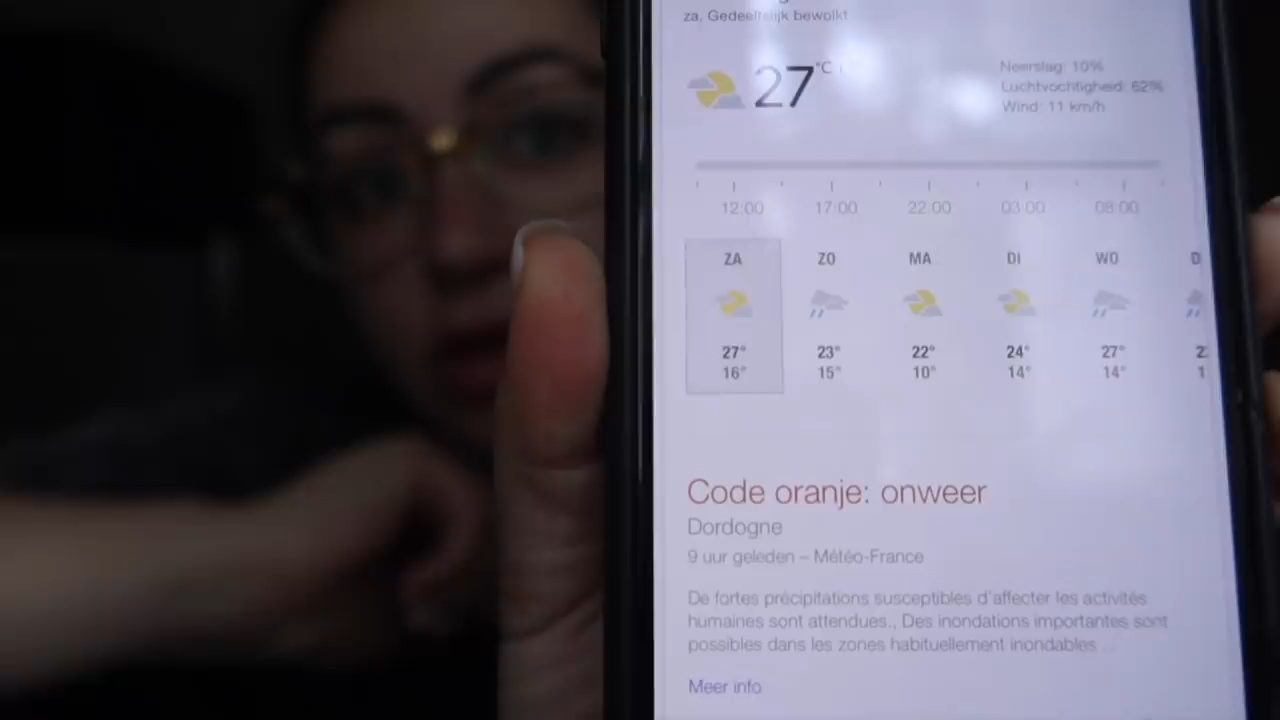 za, Gedeeltelijk bewolkt
27 °C
Neerslag: 10%
Luchtvochtigheid: 62%
Wind: 11 km/h
12:00 17:00 22:00 03:00 08:00
ZA ZO MA DI WO D
27° 23° 22° 24° 27° 2
16° 15° 10° 14° 14° 1
Code oranje: onweer
Dordogne
9 uur geleden – Météo-France
De fortes précipitations susceptibles d'affecter les activités
humaines sont attendues., Des inondations importantes sont
possibles dans les zones habituellement inondables ...
Meer info